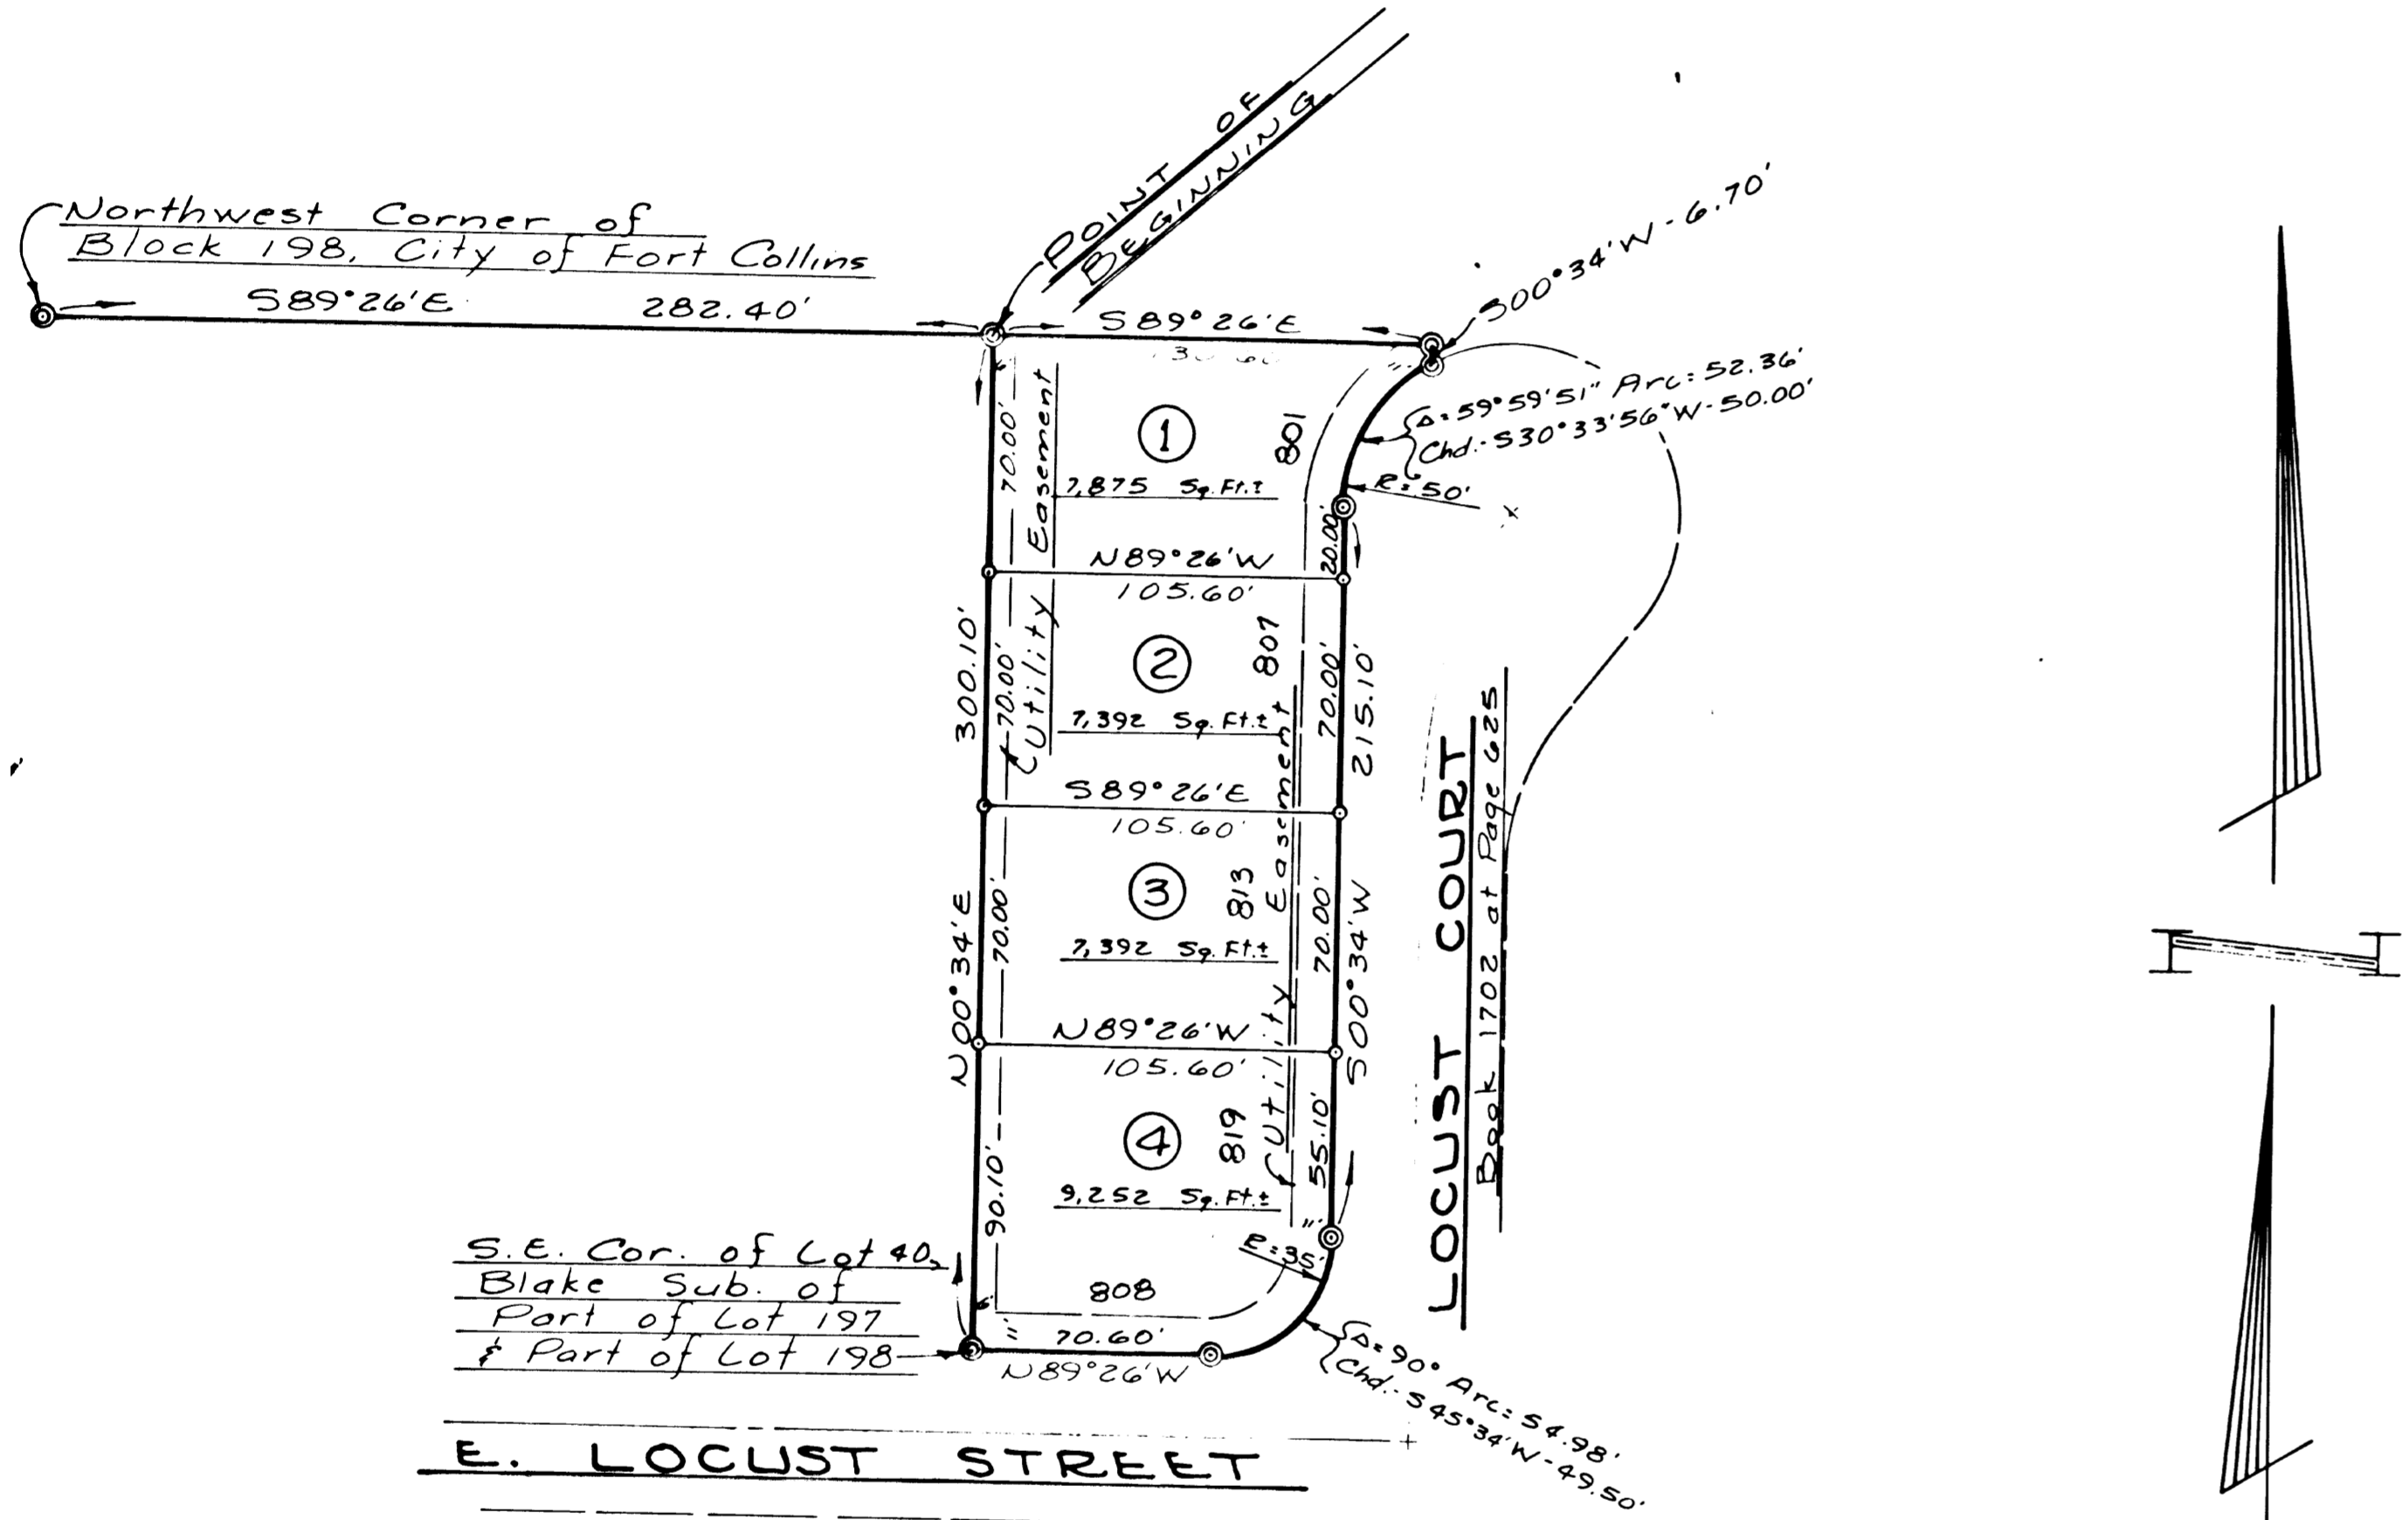 POINT OF
BEGINNING
Northwest Corner of
Block 198, City of Fort Collins
S89°26'E 282.40'
S89°26'E
S00°34'W - 6.70'
Δ=59°59'51" Arc=52.36'
Chd.: S30°33'56"W - 50.00'
R=50'
6'
11'
70.00'
Utility Easement
1
801
7,875 Sq.Ft.±
20.00'
N89°26'W
105.60'
300.10'
70.00'
2
807
7,392 Sq.Ft.±
70.00'
215.10'
S89°26'E
105.60'
N00°34'E
70.00'
3
813
7,392 Sq.Ft.±
Utility Easement
70.00'
S00°34'W
LOCUST COURT
Book 1702 at Page 625
N89°26'W
105.60'
90.10'
4
819
9,252 Sq.Ft.±
55.10'
11'
R=35'
S.E. Cor. of Lot 40,
Blake Sub. of
Part of Lot 197
& Part of Lot 198
6'
808
11'
70.60'
N89°26'W
Δ=90° Arc=54.98'
Chd.: S45°34'W - 49.50'
E. LOCUST STREET